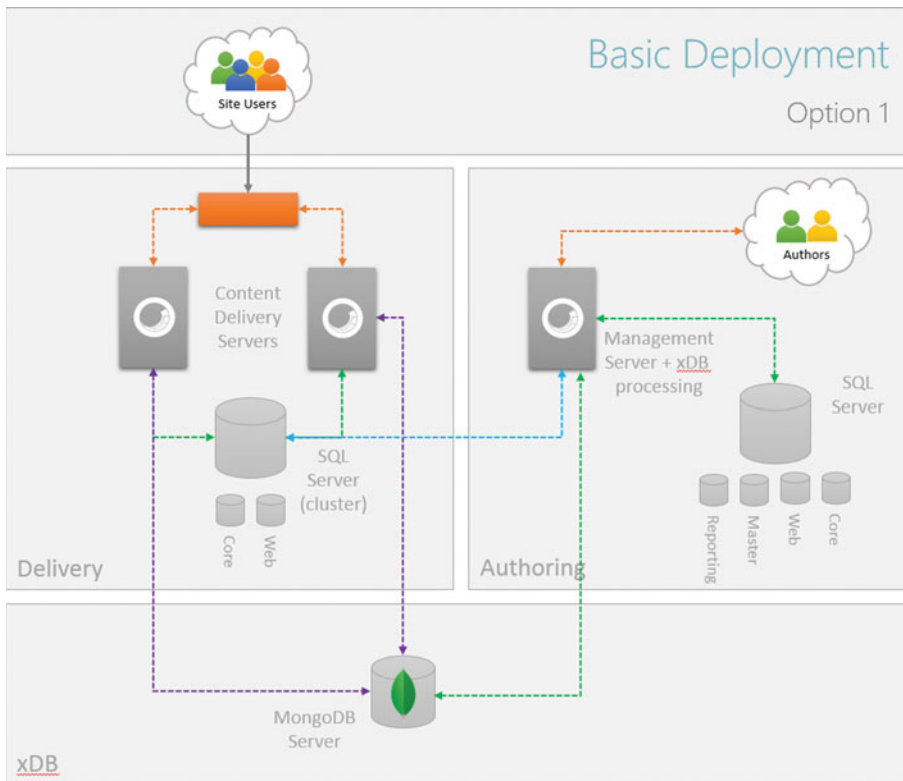 Basic Deployment
Option 1
Site Users
Content
Delivery
Servers
SQL
Server
(cluster)
Core
Web
Delivery
Authors
Management
Server + xDB
processing
SQL
Server
Reporting
Master
Web
Core
Authoring
MongoDB
Server
xDB